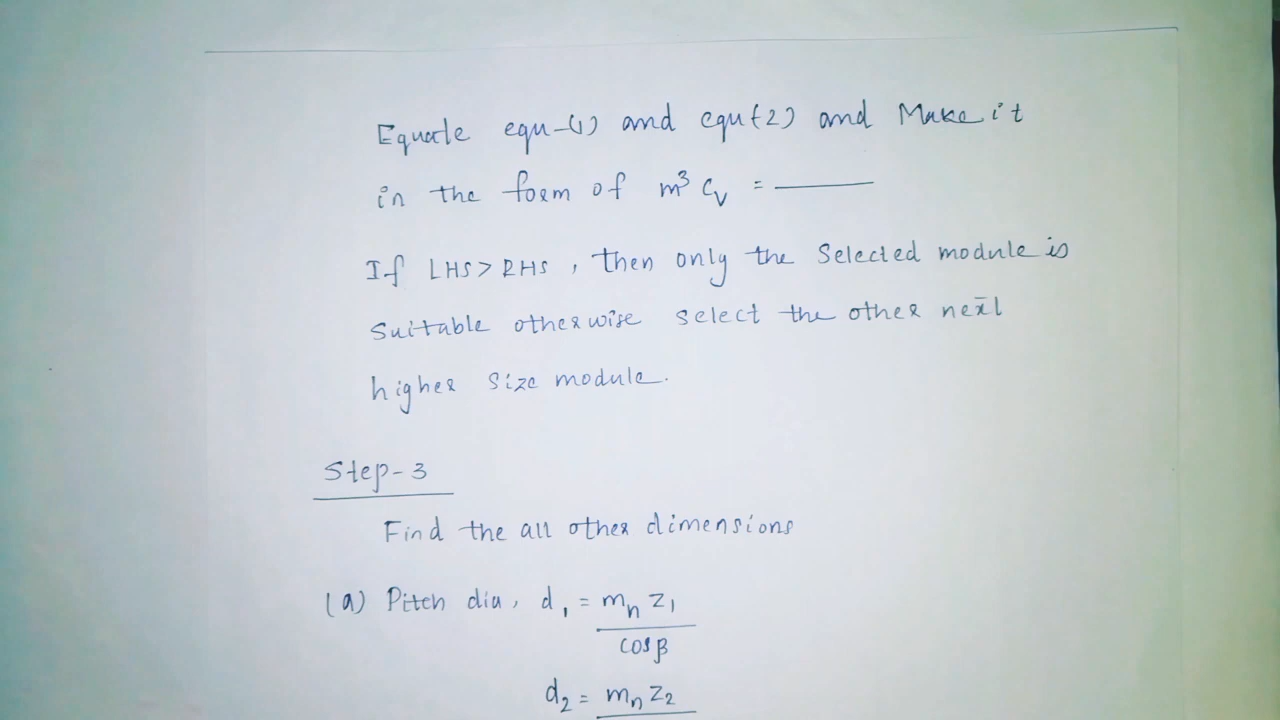 Equate equ-(1) and equ(2) and Make it
in the form of m³ Cv = ———
If LHS > RHS , then only the Selected module is
Suitable otherwise select the other next
higher size module.
Step-3
Find the all other dimensions
(a) Pitch dia, d₁ = mₙ z₁
cosβ
d₂ = mₙ z₂